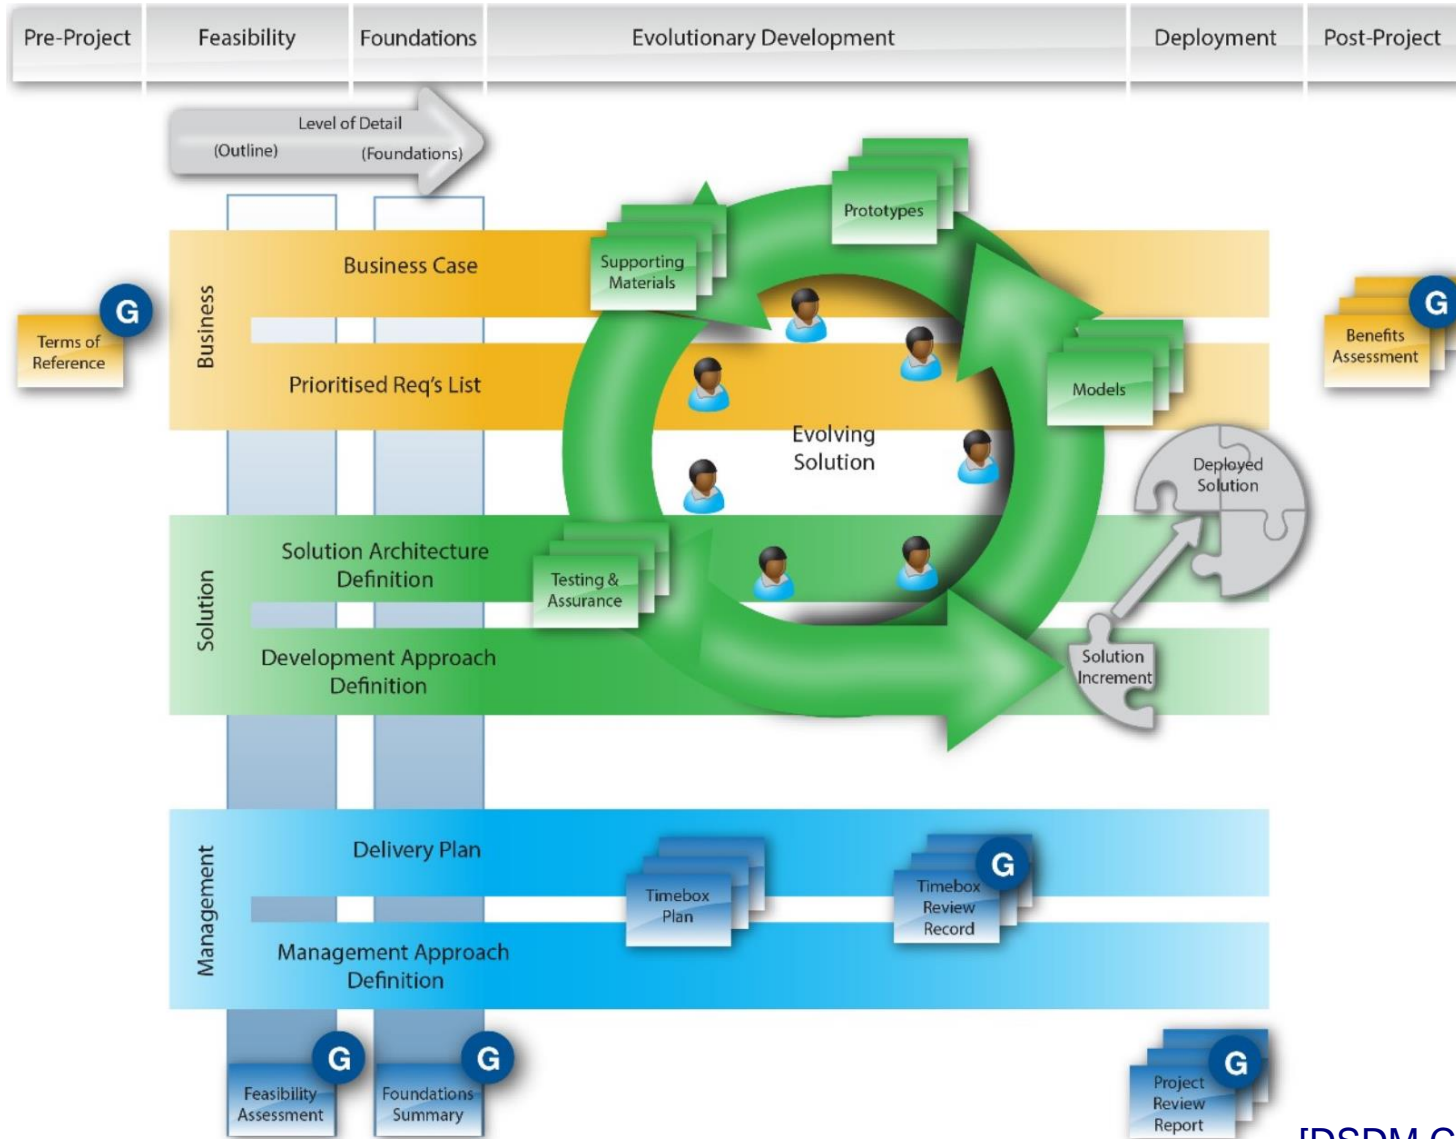 Pre-Project
Feasibility
Foundations
Evolutionary Development
Deployment
Post-Project
Level of Detail
(Outline)
(Foundations)
Business
Business Case
Prioritised Req's List
Terms of
Reference
G
Supporting
Materials
Prototypes
Models
Evolving
Solution
Benefits
Assessment
G
Deployed
Solution
Solution
Solution Architecture
Definition
Development Approach
Definition
Testing &
Assurance
Solution
Increment
Management
Delivery Plan
Management Approach
Definition
Timebox
Plan
Timebox
Review
Record
G
Feasibility
Assessment
G
Foundations
Summary
G
Project
Review
Report
G